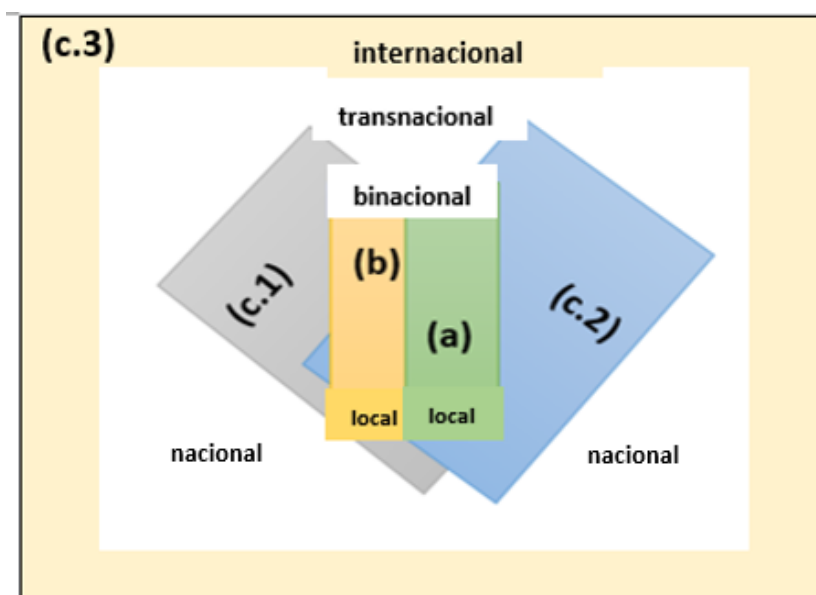 (c.3)
internacional
transnacional
binacional
(b)
(c.1)
(c.2)
(a)
local
local
nacional
nacional